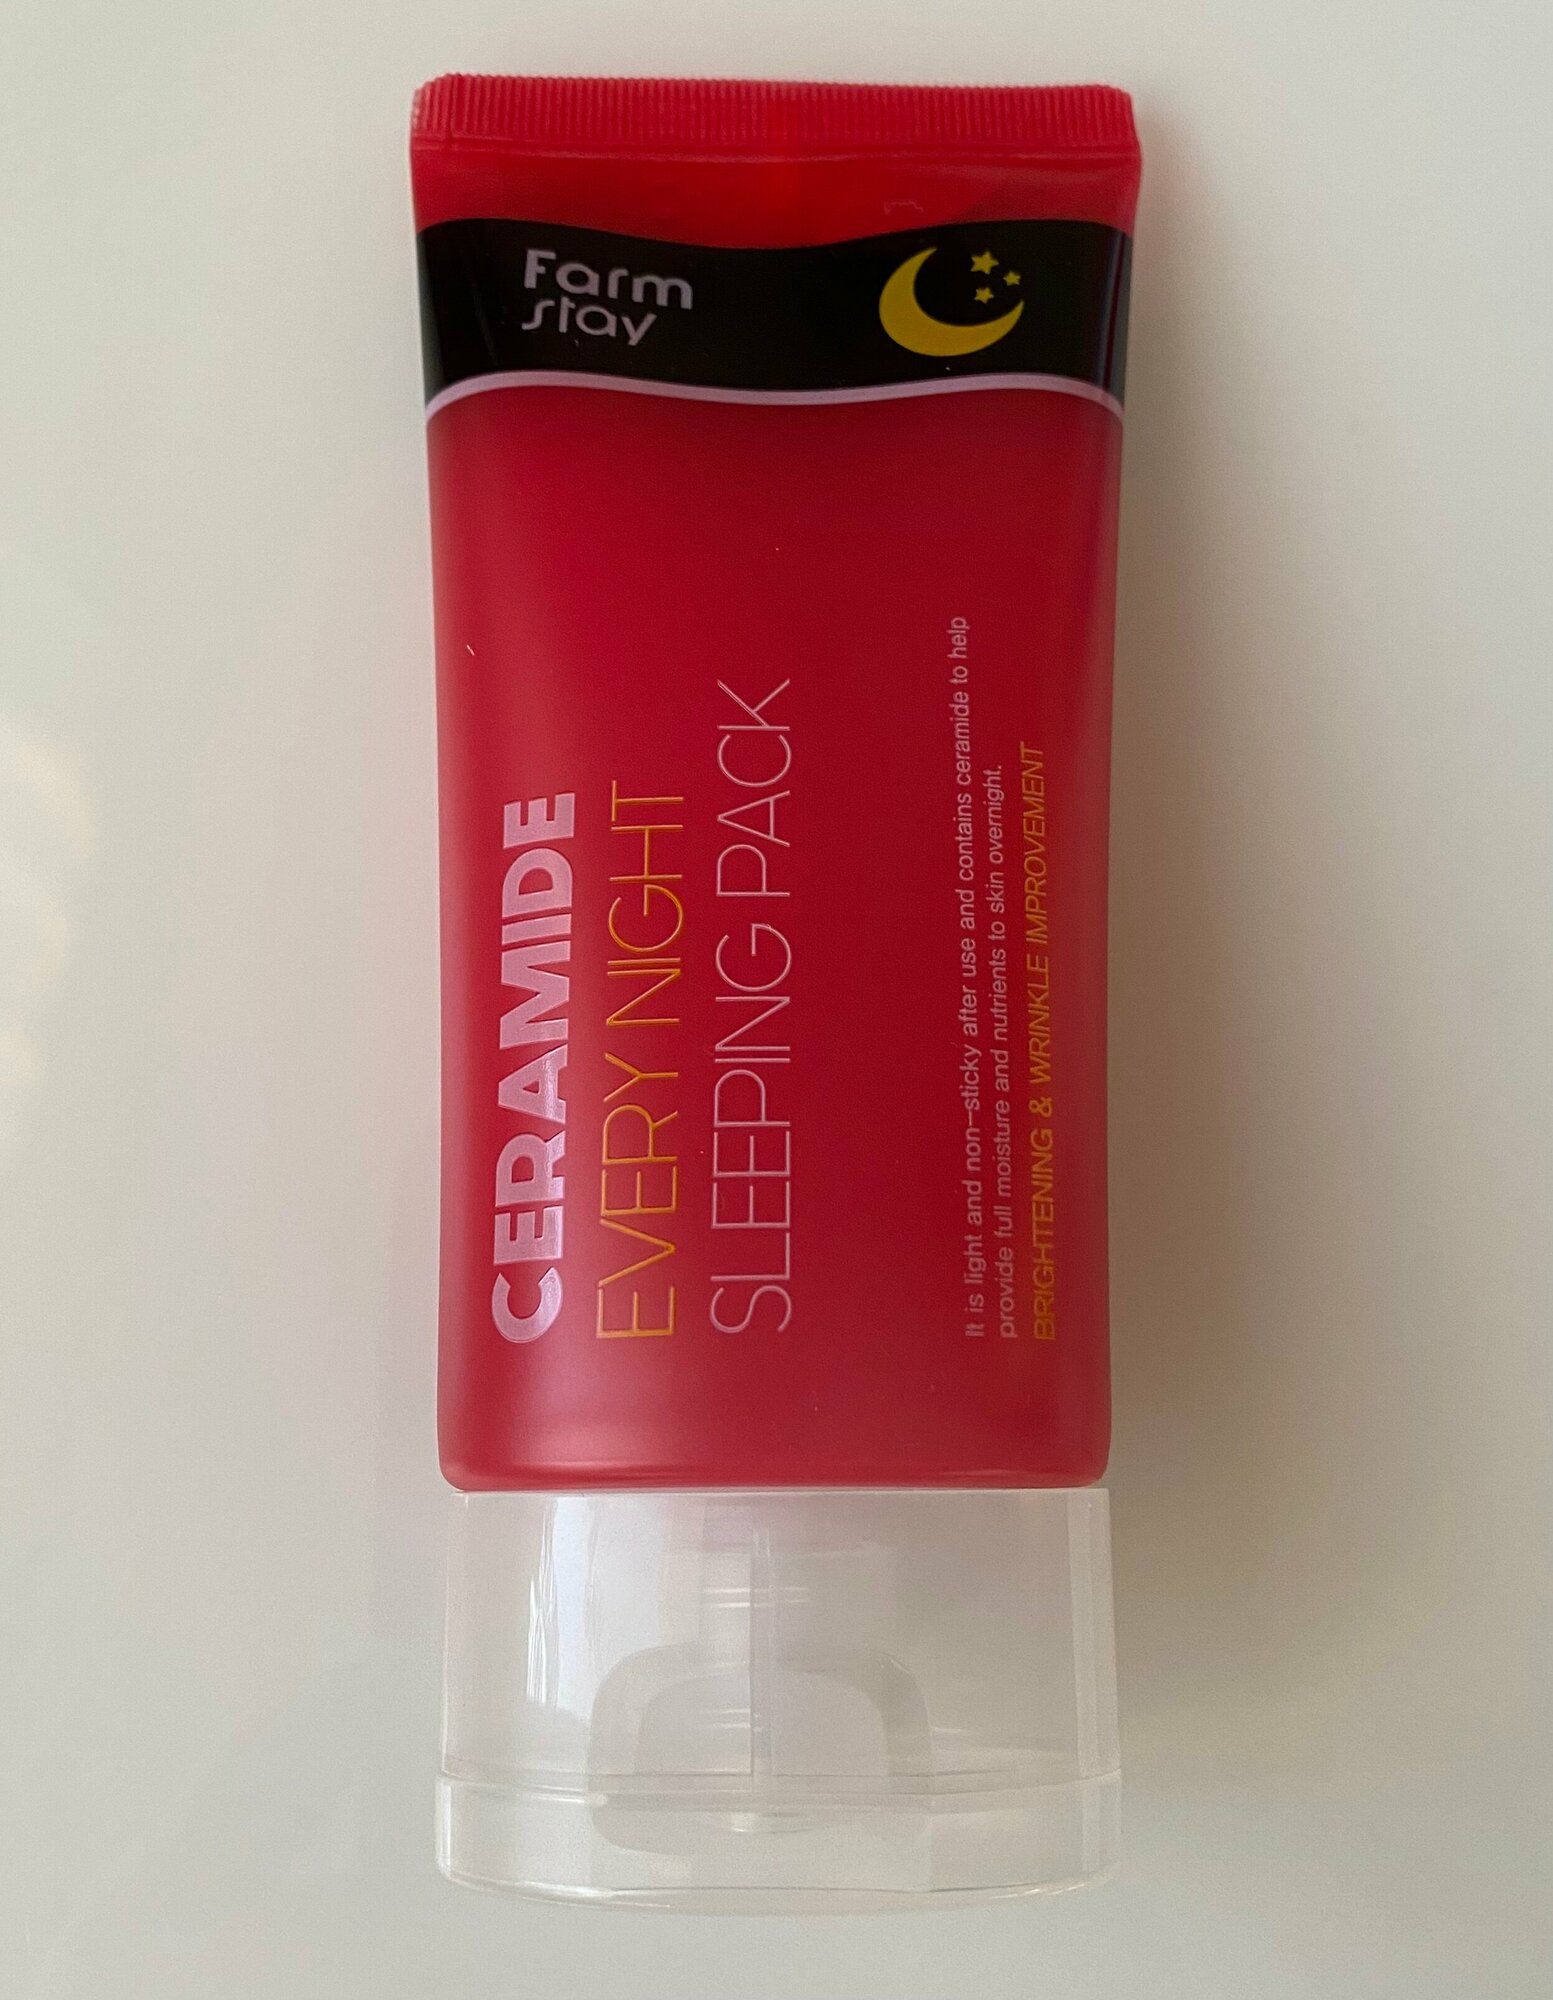 Farm
stay
CERAMIDE
EVERY NIGHT
SLEEPING PACK
It is light and non-sticky after use and contains ceramide to help
provide full moisture and nutrients to skin overnight.
BRIGHTENING & WRINKLE IMPROVEMENT